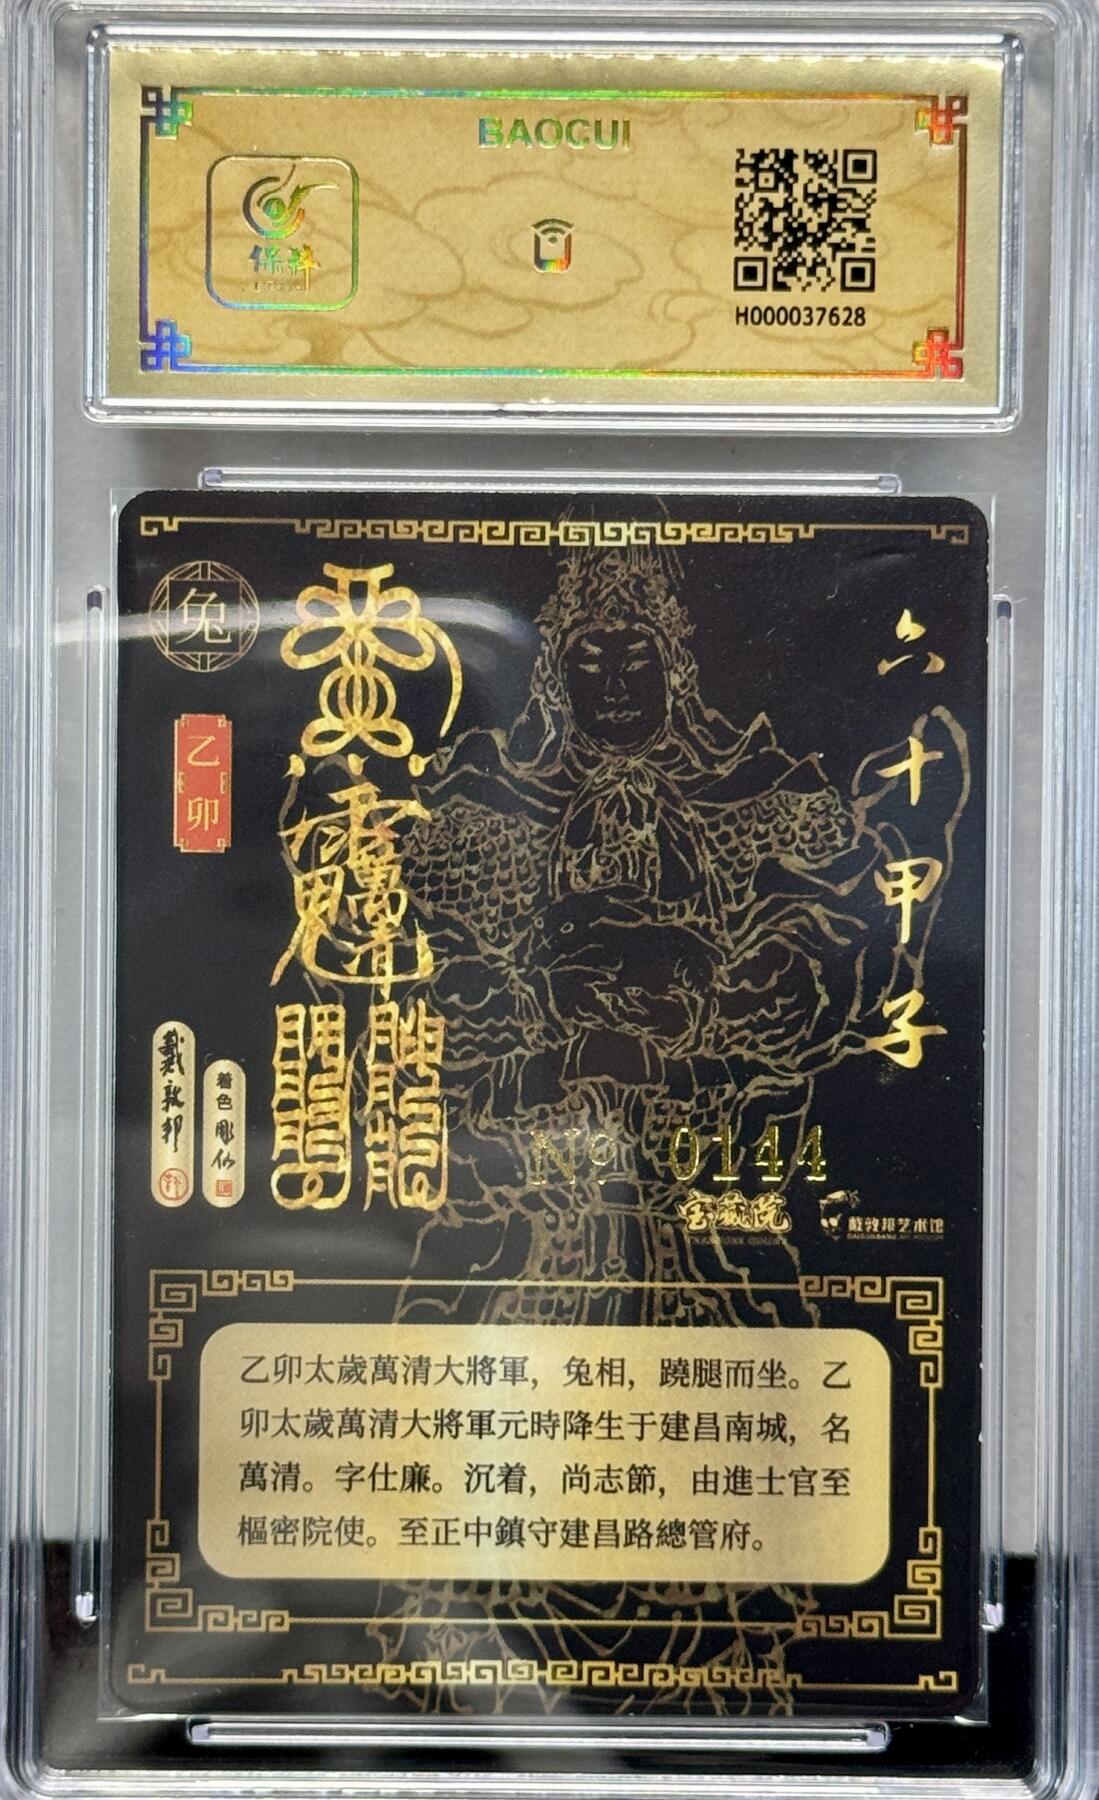 BAOCUI
保粹
H000037628
兔
乙卯
六十甲子
戴敦邦
着色
No 0144
宝藏院
戴敦邦艺术馆
乙卯太歲萬清大將軍，兔相，蹺腿而坐。乙
卯太歲萬清大將軍元時降生于建昌南城，名
萬清。字仕廉。沉着，尚志節，由進士官至
樞密院使。至正中鎮守建昌路總管府。